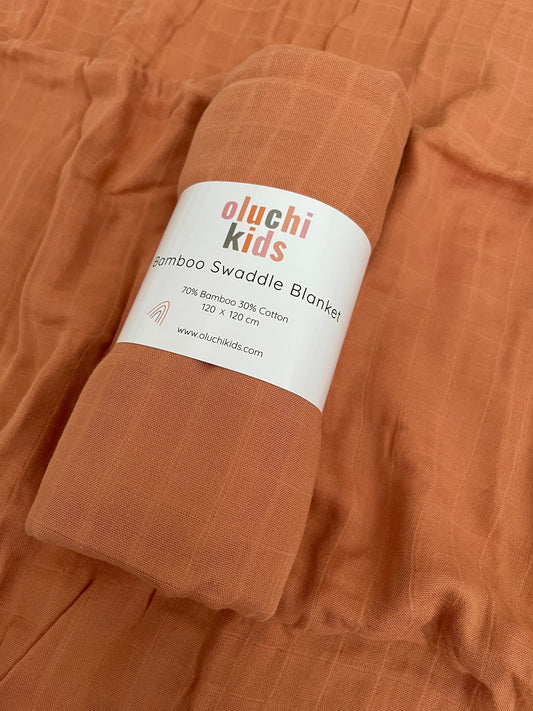 oluchi
kids
Bamboo Swaddle Blanket
70% Bamboo 30% Cotton
120 X 120 cm
www.oluchikids.com